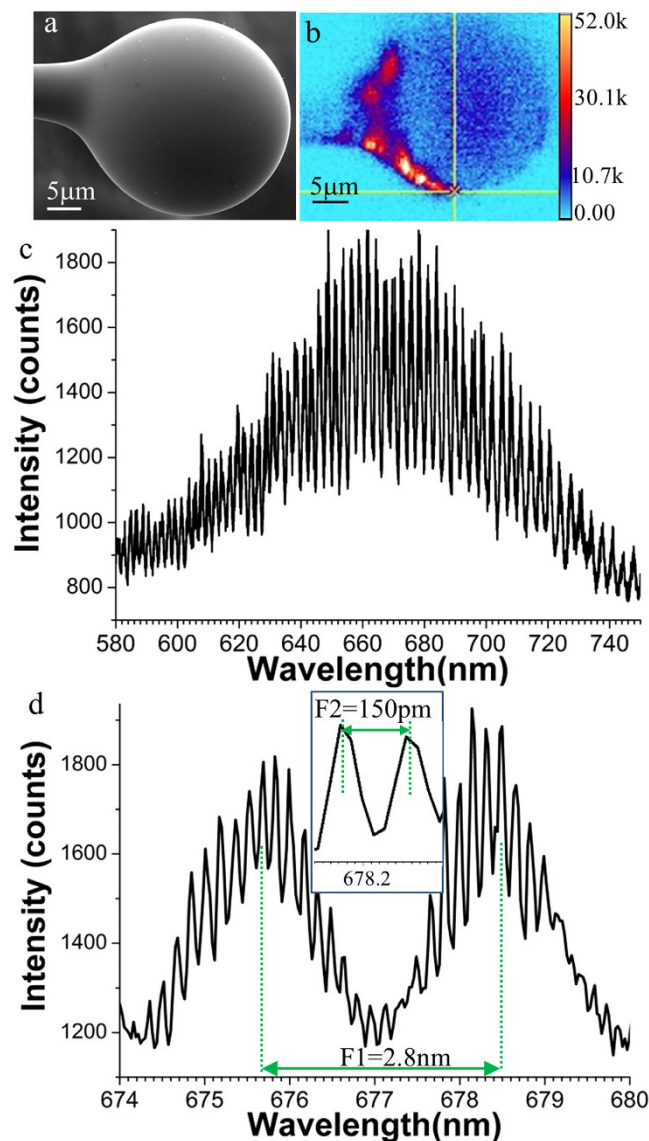 a
5μm
b
5μm
52.0k
30.1k
10.7k
0.00
c
Intensity (counts)
1800
1600
1400
1200
1000
800
580 600 620 640 660 680 700 720 740
Wavelength(nm)
d
Intensity (counts)
1800
1600
1400
1200
F2=150pm
678.2
F1=2.8nm
674 675 676 677 678 679 680
Wavelength(nm)